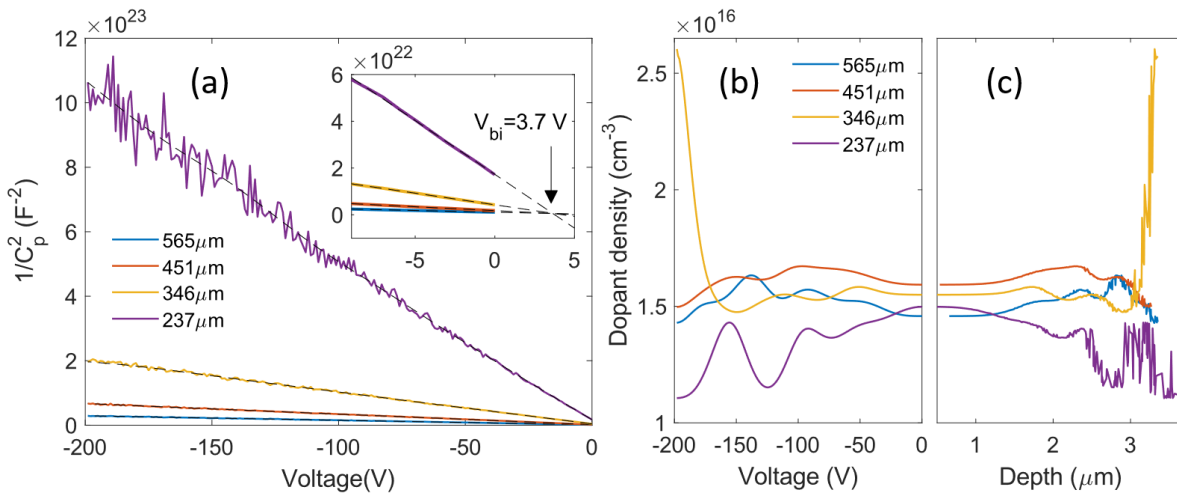 ×10^23
12
10
8
6
4
2
0
1/C_p^2 (F^-2)
-200
-150
-100
-50
0
Voltage(V)
(a)
565μm
451μm
346μm
237μm
×10^22
6
4
2
0
-5
0
5
V_bi=3.7 V
×10^16
2.5
2
1.5
1
Dopant density (cm^-3)
-200
-150
-100
-50
0
Voltage (V)
(b)
565μm
451μm
346μm
237μm
(c)
1
2
3
Depth (μm)